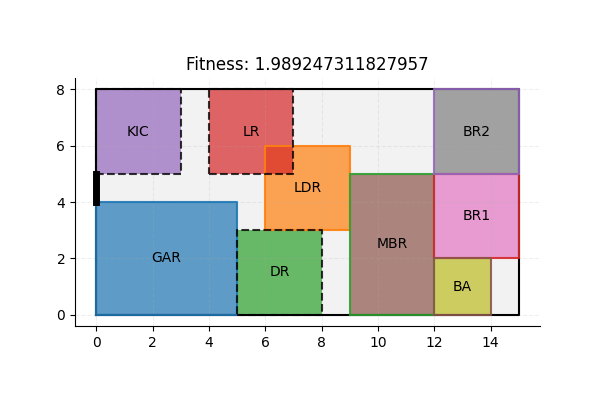 Fitness: 1.989247311827957
8
KIC
LR
BR2
6
LDR
4
BR1
MBR
GAR
DR
2
BA
0
0 2 4 6 8 10 12 14